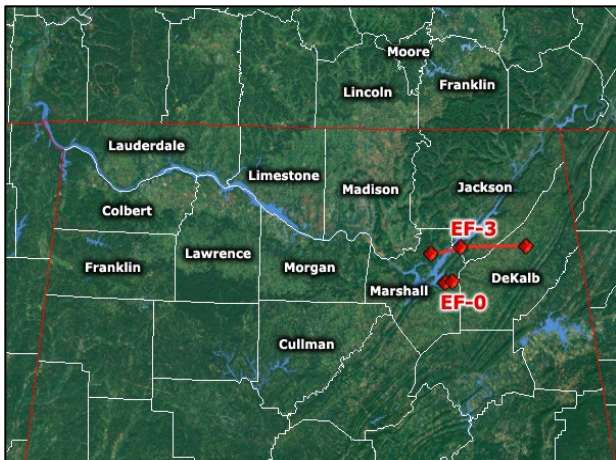 Moore
Franklin
Lincoln
Lauderdale
Limestone
Madison
Jackson
Colbert
EF-3
Lawrence
Franklin
Morgan
DeKalb
Marshall
EF-0
Cullman